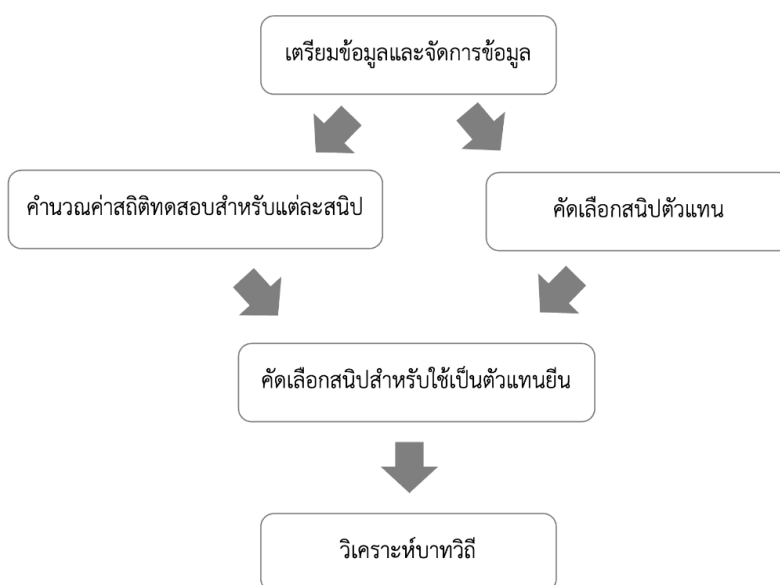 เตรียมข้อมูลและจัดการข้อมูล
คำนวณค่าสถิติทดสอบสำหรับแต่ละสนิป
คัดเลือกสนิปตัวแทน
คัดเลือกสนิปสำหรับใช้เป็นตัวแทนยีน
วิเคราะห์บาทวิถี